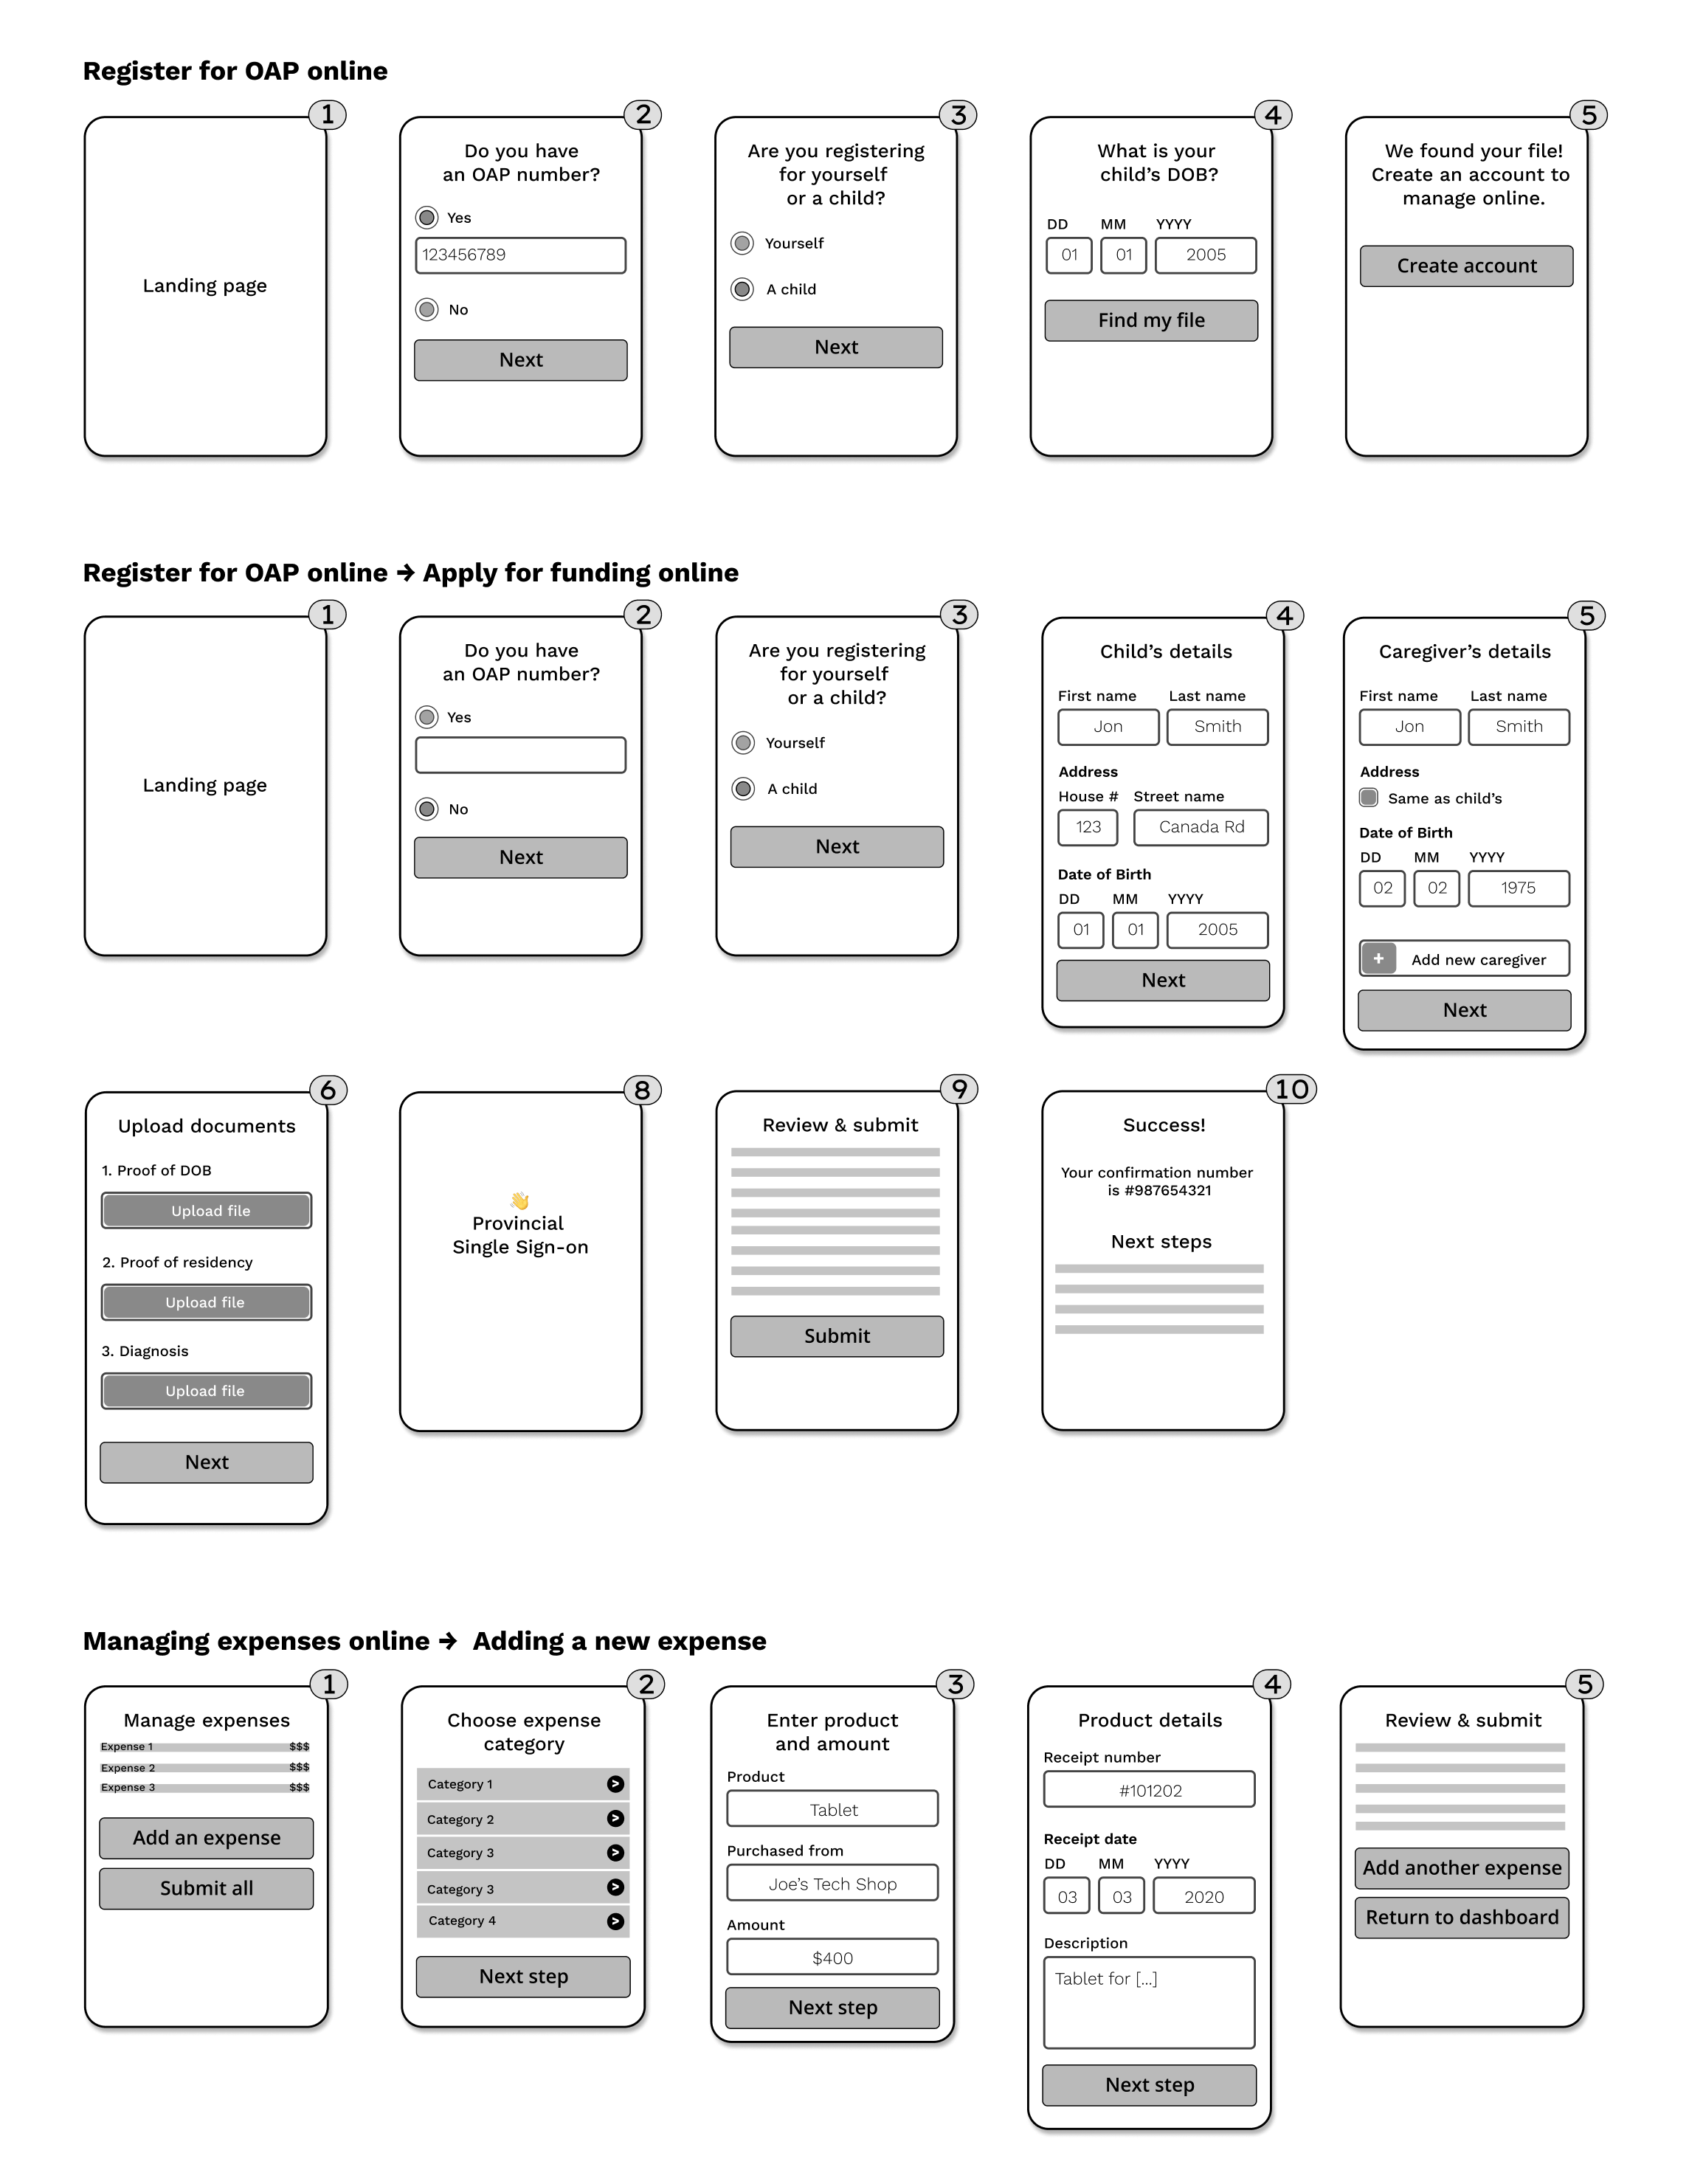 Register for OAP online
1
Landing page
2
Do you have
an OAP number?
Yes
123456789
No
Next
3
Are you registering
for yourself
or a child?
Yourself
A child
Next
4
What is your
child's DOB?
DD MM YYYY
01 01 2005
Find my file
5
We found your file!
Create an account to
manage online.
Create account
Register for OAP online → Apply for funding online
1
Landing page
2
Do you have
an OAP number?
Yes
No
Next
3
Are you registering
for yourself
or a child?
Yourself
A child
Next
4
Child's details
First name Last name
Jon Smith
Address
House # Street name
123 Canada Rd
Date of Birth
DD MM YYYY
01 01 2005
Next
5
Caregiver's details
First name Last name
Jon Smith
Address
Same as child's
Date of Birth
DD MM YYYY
02 02 1975
+ Add new caregiver
Next
6
Upload documents
1. Proof of DOB
Upload file
2. Proof of residency
Upload file
3. Diagnosis
Upload file
Next
8
👋
Provincial
Single Sign-on
9
Review & submit
Submit
10
Success!
Your confirmation number
is #987654321
Next steps
Managing expenses online → Adding a new expense
1
Manage expenses
Expense 1 $$$
Expense 2 $$$
Expense 3 $$$
Add an expense
Submit all
2
Choose expense
category
Category 1 >
Category 2 >
Category 3 >
Category 3 >
Category 4 >
Next step
3
Enter product
and amount
Product
Tablet
Purchased from
Joe's Tech Shop
Amount
$400
Next step
4
Product details
Receipt number
#101202
Receipt date
DD MM YYYY
03 03 2020
Description
Tablet for [...]
Next step
5
Review & submit
Add another expense
Return to dashboard